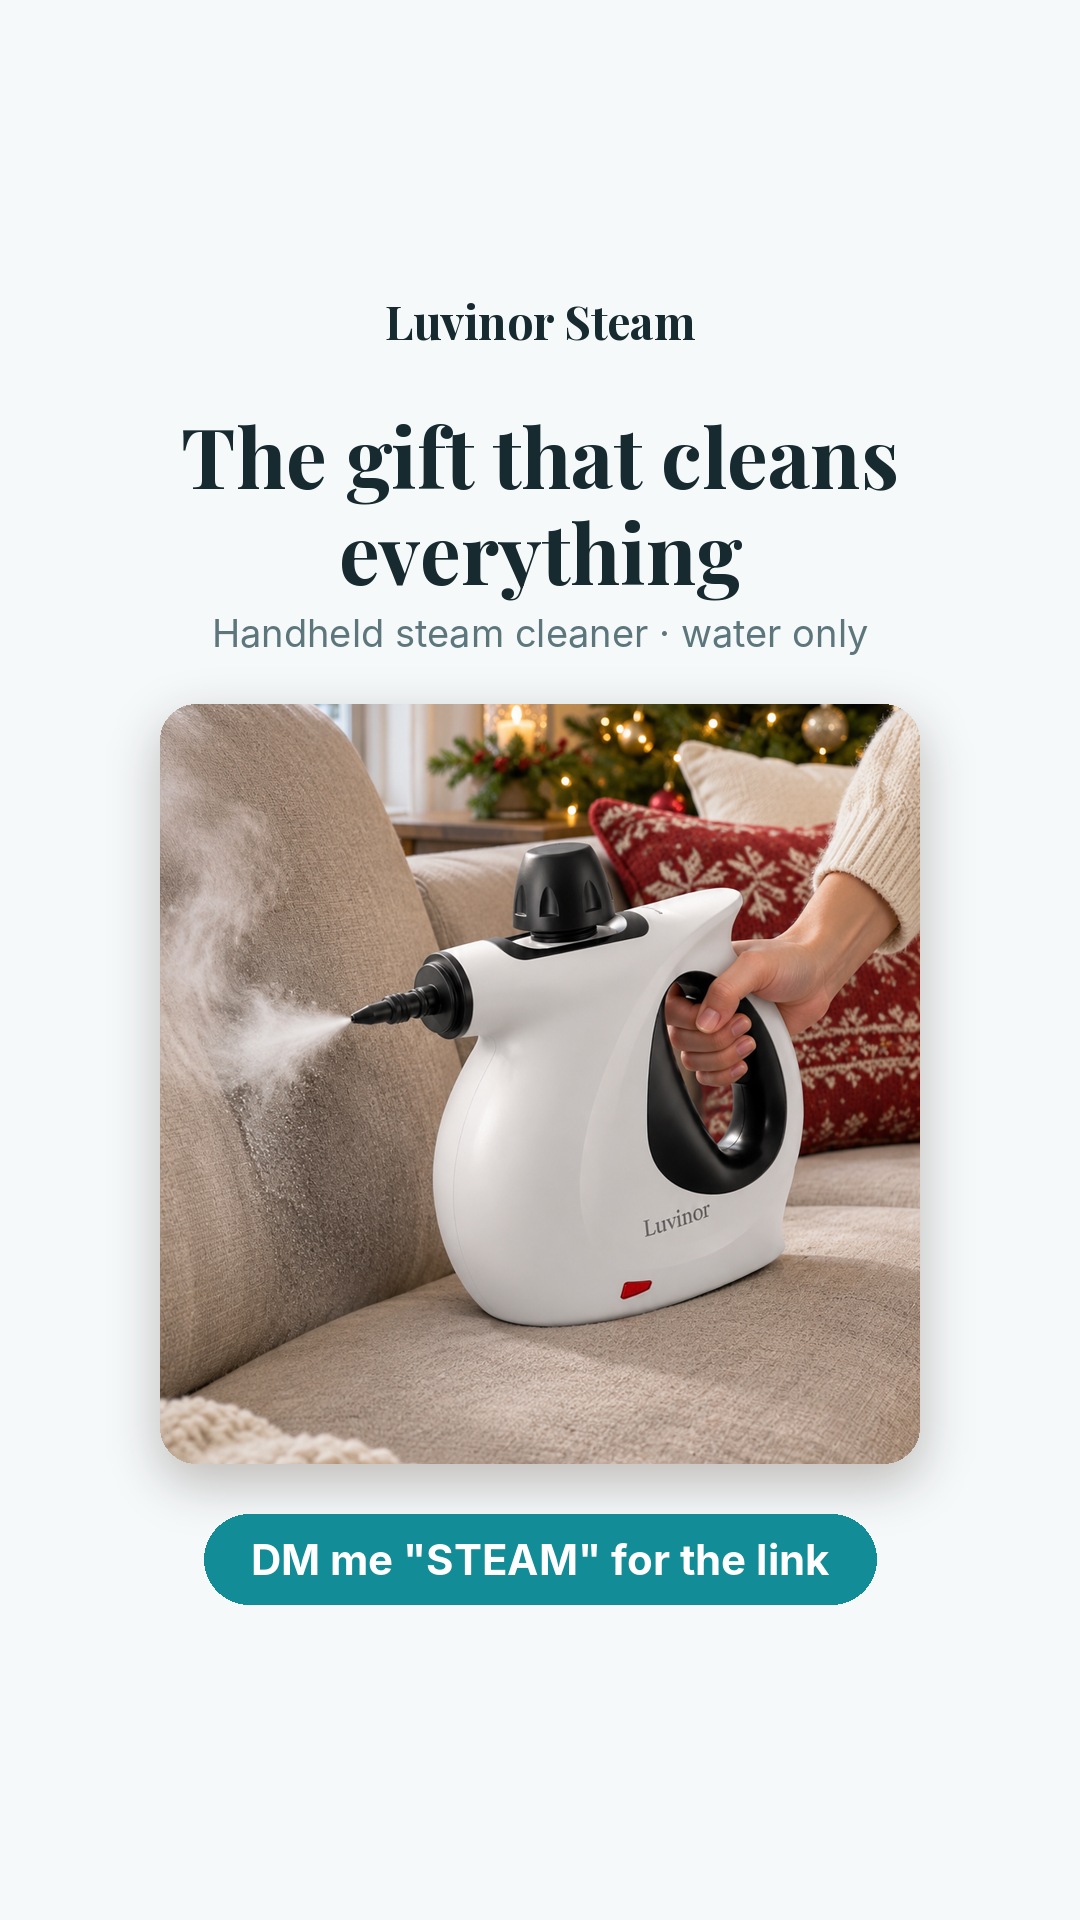 Luvinor Steam
The gift that cleans
everything
Handheld steam cleaner · water only
Luvinor
DM me "STEAM" for the link